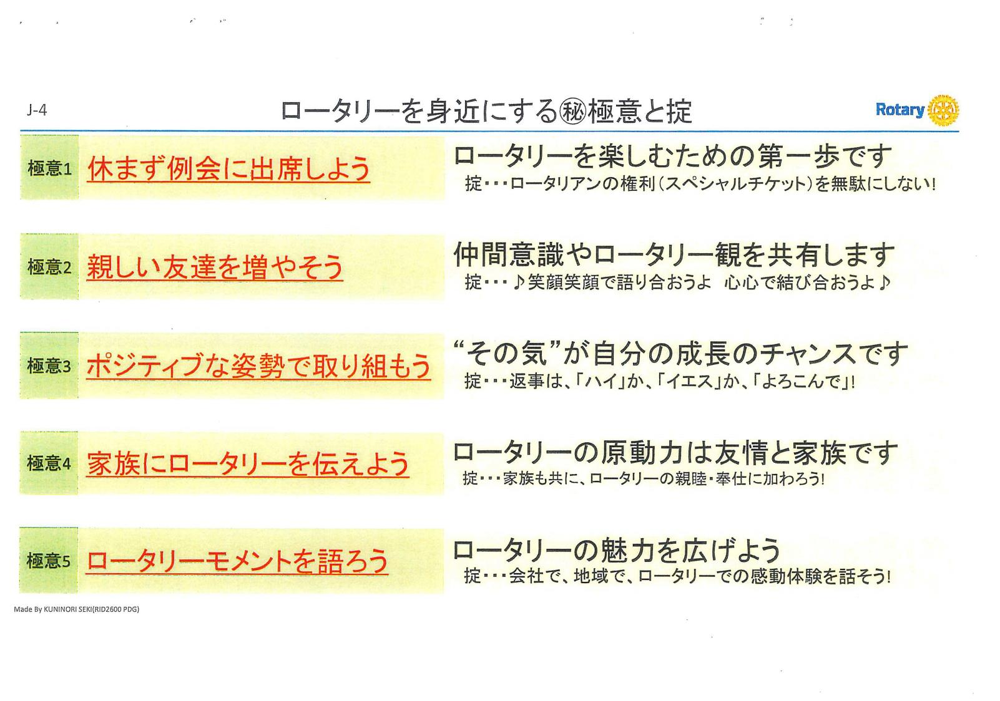 J-4
ロータリーを身近にする㊙極意と掟
Rotary
極意1
休まず例会に出席しよう
ロータリーを楽しむための第一歩です
掟･･･ロータリアンの権利（スペシャルチケット）を無駄にしない!
極意2
親しい友達を増やそう
仲間意識やロータリー観を共有します
掟･･･♪笑顔笑顔で語り合おうよ　心心で結び合おうよ♪
極意3
ポジティブな姿勢で取り組もう
“その気”が自分の成長のチャンスです
掟･･･返事は、「ハイ」か、「イエス」か、「よろこんで」!
極意4
家族にロータリーを伝えよう
ロータリーの原動力は友情と家族です
掟･･･家族も共に、ロータリーの親睦･奉仕に加わろう!
極意5
ロータリーモメントを語ろう
ロータリーの魅力を広げよう
掟･･･会社で、地域で、ロータリーでの感動体験を話そう!
Made By KUNINORI SEKI(RID2600 PDG)